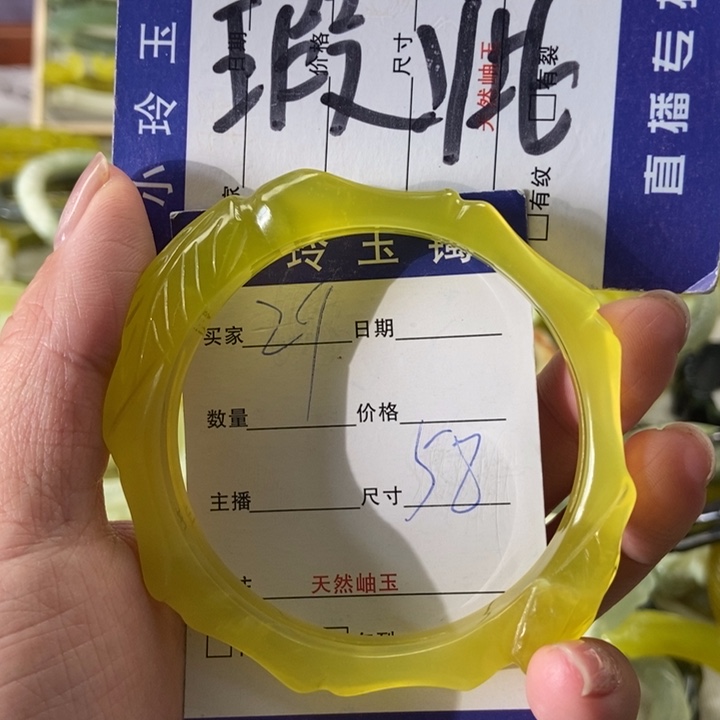 小玲玉
日期
价格
尺寸
天然岫玉
□有裂
瑕疵
□有纹
直播专
玲玉
买家 29 日期
数量 价格
主播 尺寸 58
天然岫玉